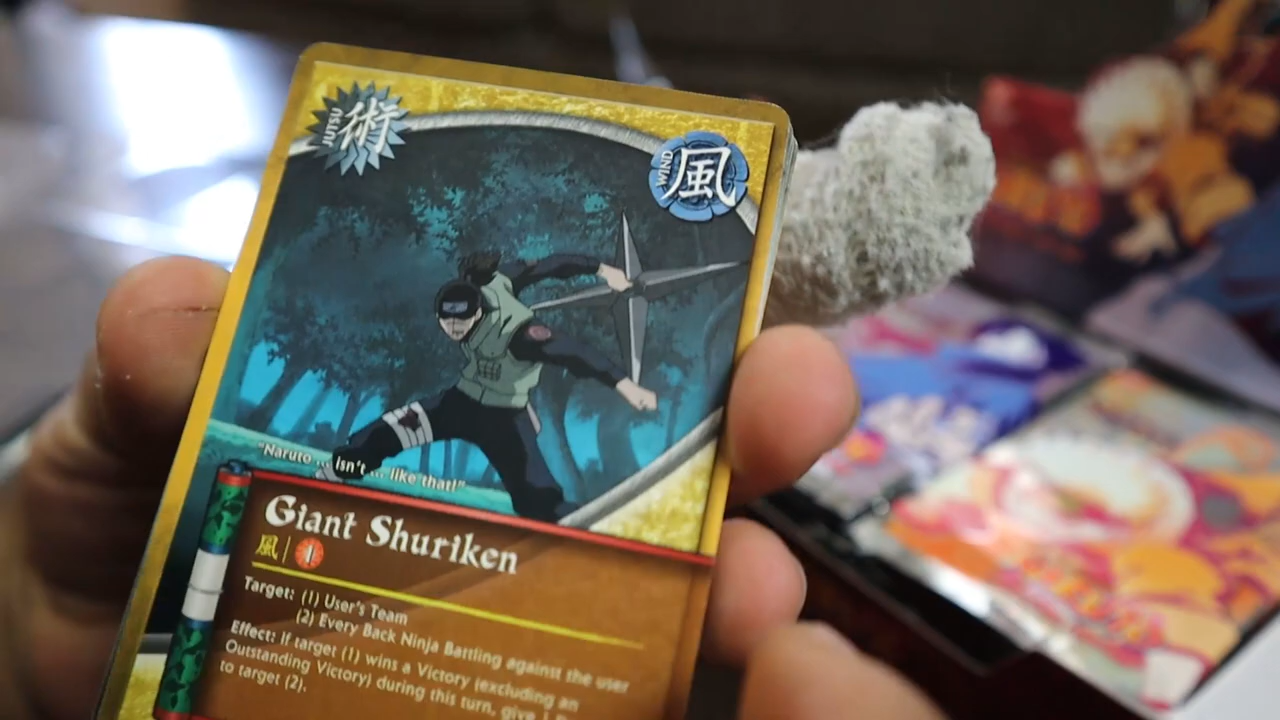 JUTSU 術
WIND 風
"Naruto ... isn't ... like that!"
Giant Shuriken
風 | 1
Target: (1) User's Team
(2) Every Back Ninja Battling against the user
Effect: If target (1) wins a Victory (excluding an
Outstanding Victory) during this turn, give 1
to target (2).